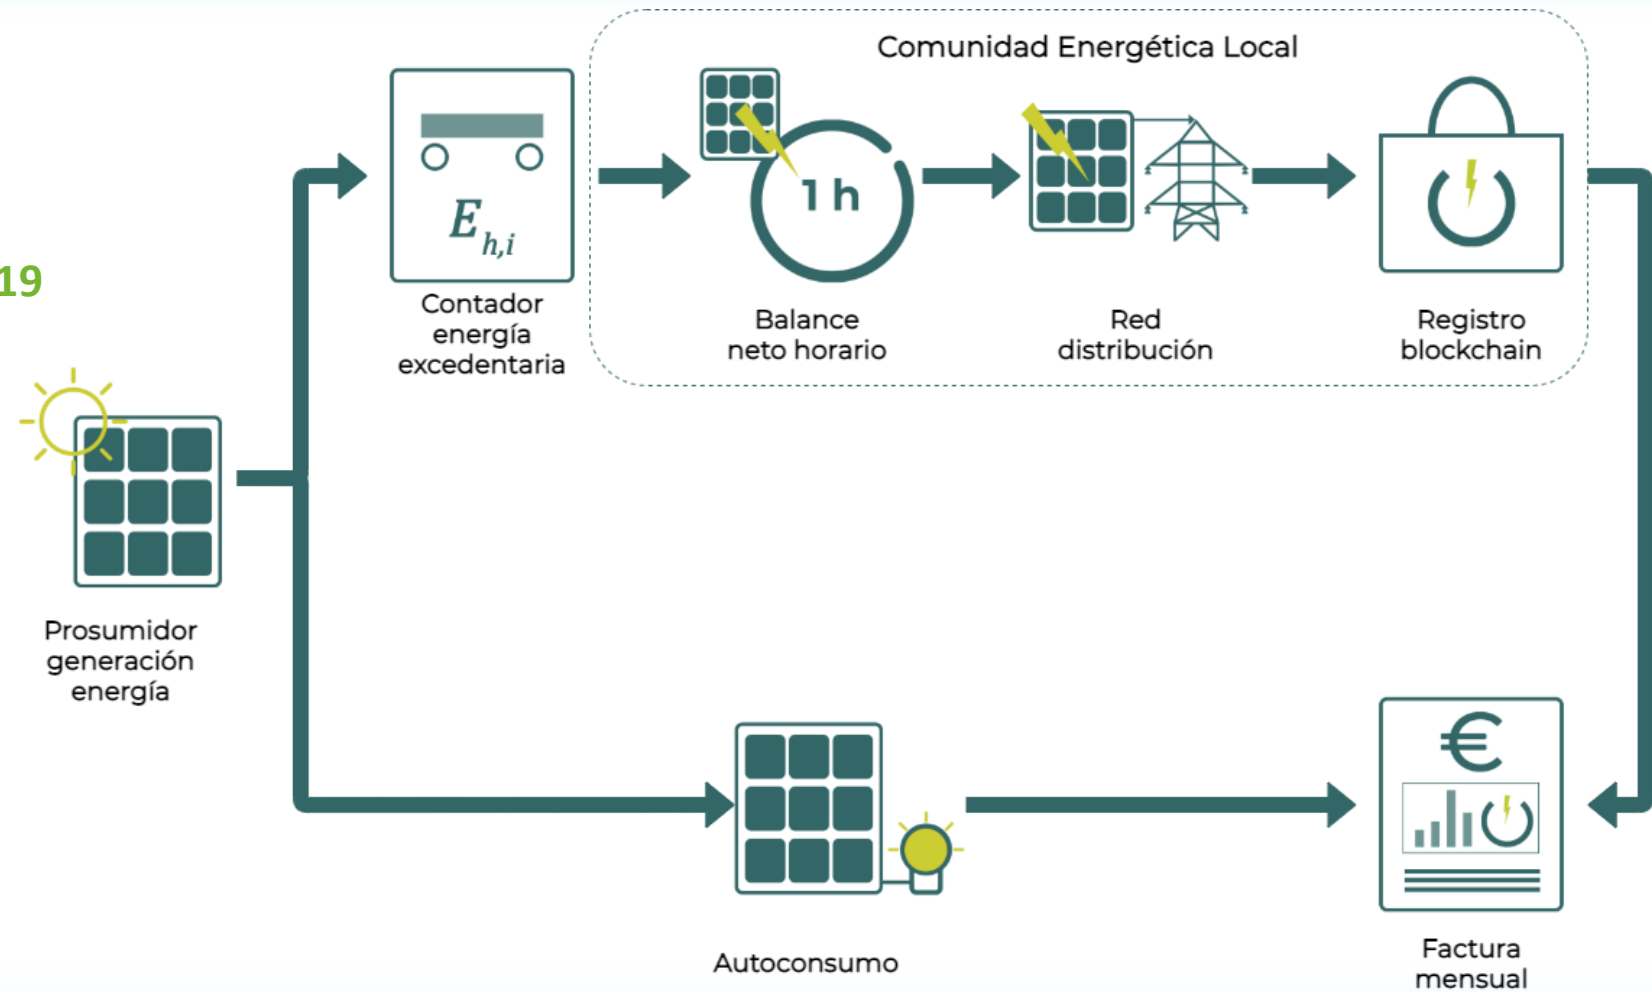 Comunidad Energética Local
1 h
E h,i
Contador
energía
excedentaria
Balance
neto horario
Red
distribución
Registro
blockchain
19
Prosumidor
generación
energía
€
Autoconsumo
Factura
mensual